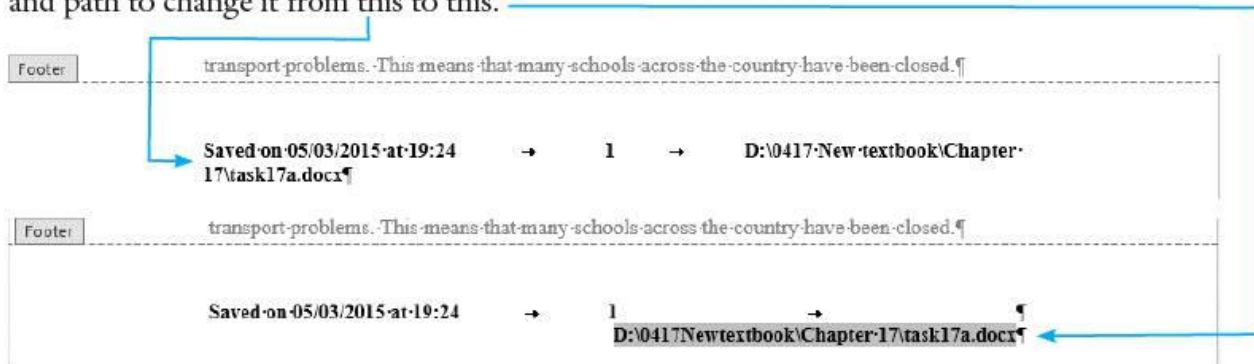 and path to change it from this to this.
Footer
transport·problems.·This·means·that·many·schools·across·the·country·have·been·closed.¶
Saved·on·05/03/2015·at·19:24 → 1 → D:\0417·New·textbook\Chapter·
17\task17a.docx¶
Footer
transport·problems.·This·means·that·many·schools·across·the·country·have·been·closed.¶
Saved·on·05/03/2015·at·19:24 → 1 → ¶
D:\0417Newtextbook\Chapter·17\task17a.docx¶